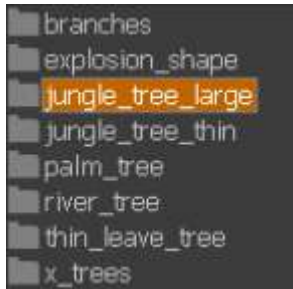 branches
explosion_shape
jungle_tree_large
jungle_tree_thin
palm_tree
river_tree
thin_leave_tree
x_trees